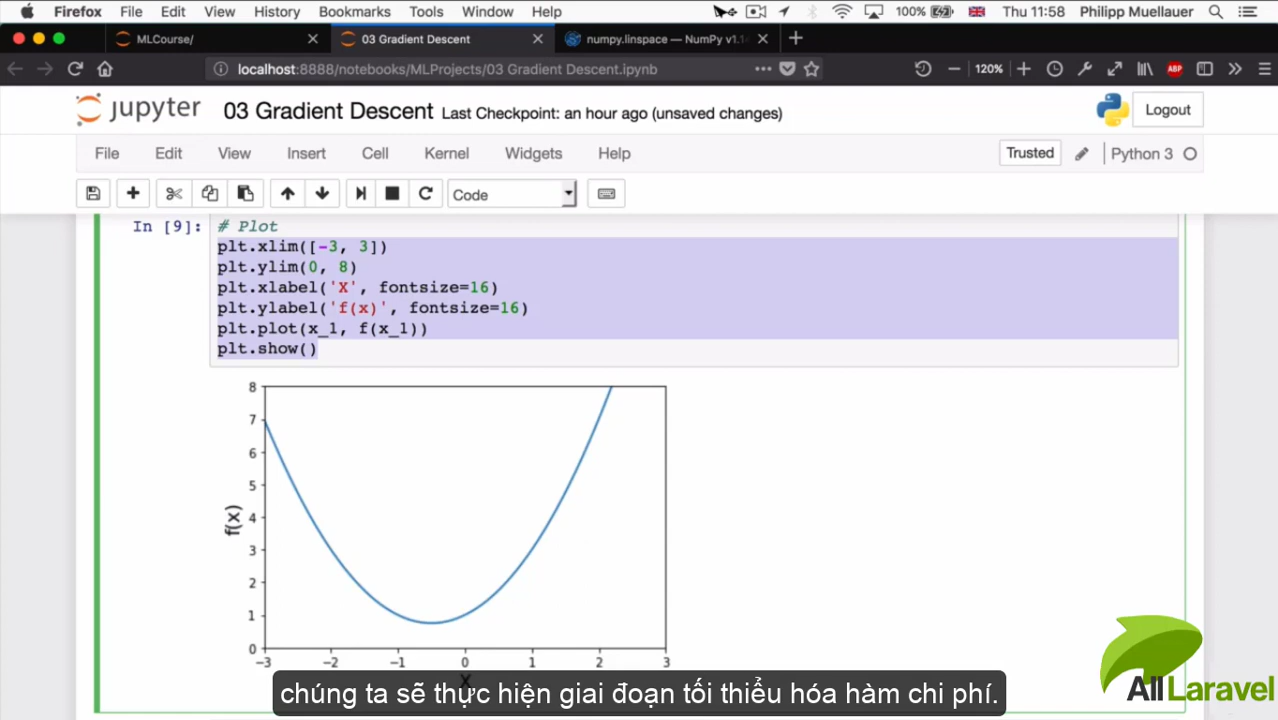 Firefox File Edit View History Bookmarks Tools Window Help 100% Thu 11:58 Philipp Muellauer
MLCourse/ 03 Gradient Descent numpy.linspace — NumPy v1.1
localhost:8888/notebooks/MLProjects/03 Gradient Descent.ipynb 120% ABP
jupyter 03 Gradient Descent Last Checkpoint: an hour ago (unsaved changes) Logout
File Edit View Insert Cell Kernel Widgets Help Trusted Python 3
Code
In [9]: # Plot
plt.xlim([-3, 3])
plt.ylim(0, 8)
plt.xlabel('X', fontsize=16)
plt.ylabel('f(x)', fontsize=16)
plt.plot(x_1, f(x_1))
plt.show()
8
7
6
5
4
3
2
1
0
f(x)
-3 -2 -1 0 1 2 3
X
chúng ta sẽ thực hiện giai đoạn tối thiểu hóa hàm chi phí.
AllLaravel